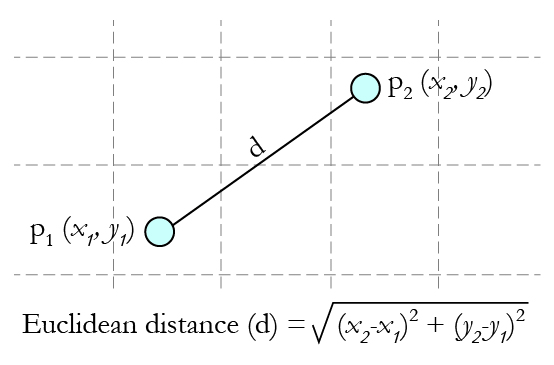 p₂ (x₂, y₂)
d
p₁ (x₁, y₁)
Euclidean distance (d) = √(x₂-x₁)² + (y₂-y₁)²